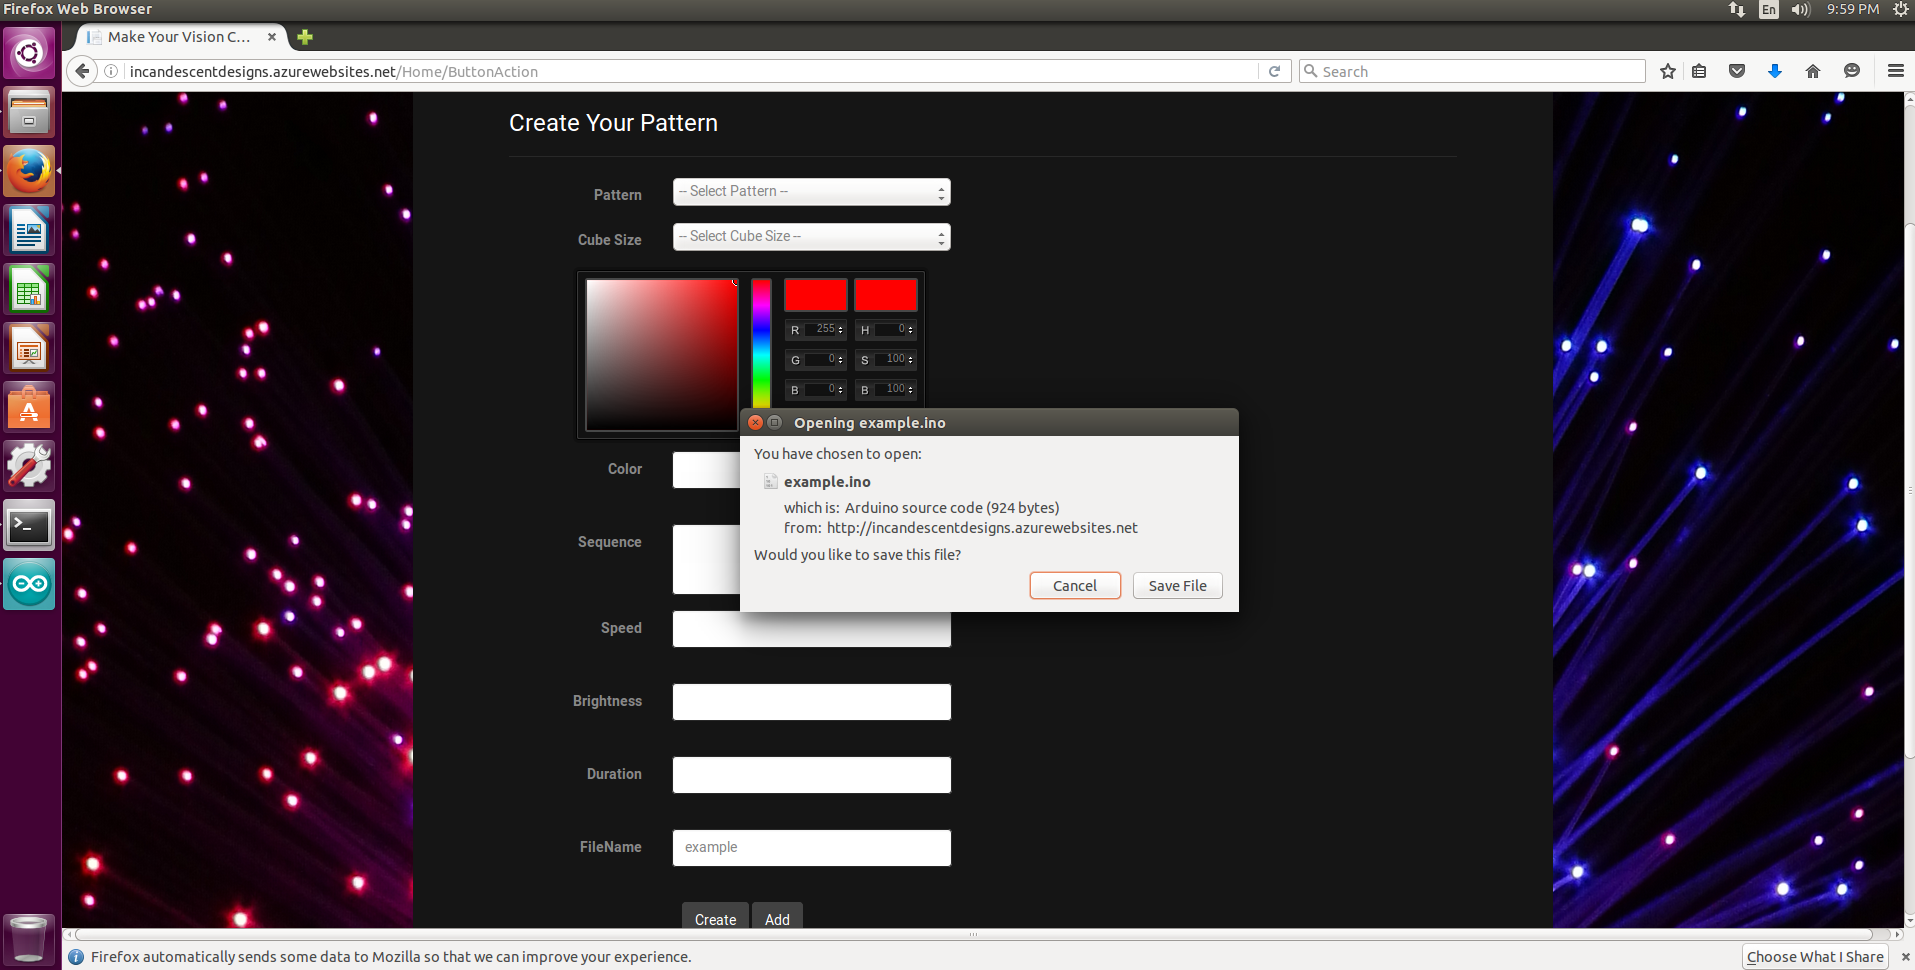 Firefox Web Browser
En
9:59 PM
Make Your Vision C...
incandescentdesigns.azurewebsites.net/Home/ButtonAction
Search
Create Your Pattern
Pattern
-- Select Pattern --
Cube Size
-- Select Cube Size --
R 255
H 0
G 0
S 100
B 0
B 100
Opening example.ino
You have chosen to open:
example.ino
which is: Arduino source code (924 bytes)
from: http://incandescentdesigns.azurewebsites.net
Would you like to save this file?
Cancel
Save File
Color
Sequence
Speed
Brightness
Duration
FileName
example
Create
Add
Firefox automatically sends some data to Mozilla so that we can improve your experience.
Choose What I Share